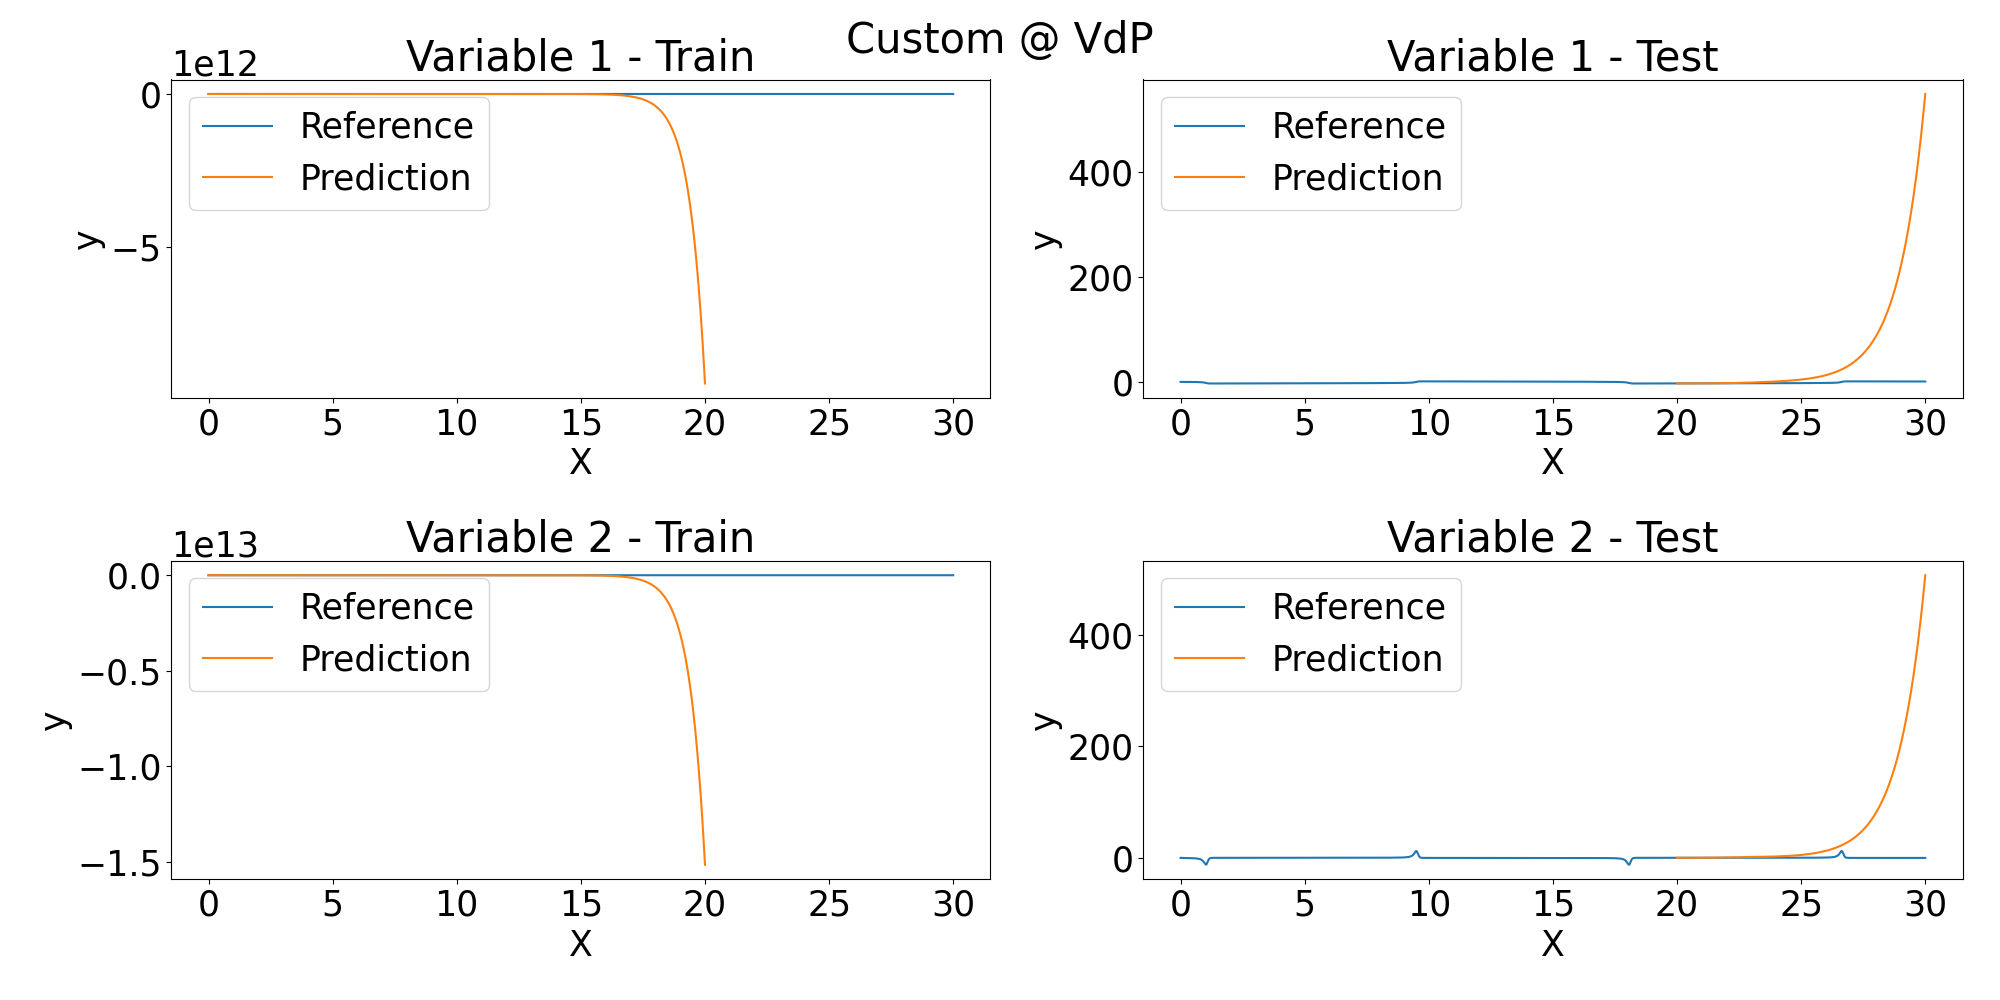 Custom @ VdP
Variable 1 - Train
1e12
0
−5
y
Reference
Prediction
0 5 10 15 20 25 30
X
Variable 1 - Test
400
200
0
y
Reference
Prediction
0 5 10 15 20 25 30
X
Variable 2 - Train
1e13
0.0
−0.5
−1.0
−1.5
y
Reference
Prediction
0 5 10 15 20 25 30
X
Variable 2 - Test
400
200
0
y
Reference
Prediction
0 5 10 15 20 25 30
X